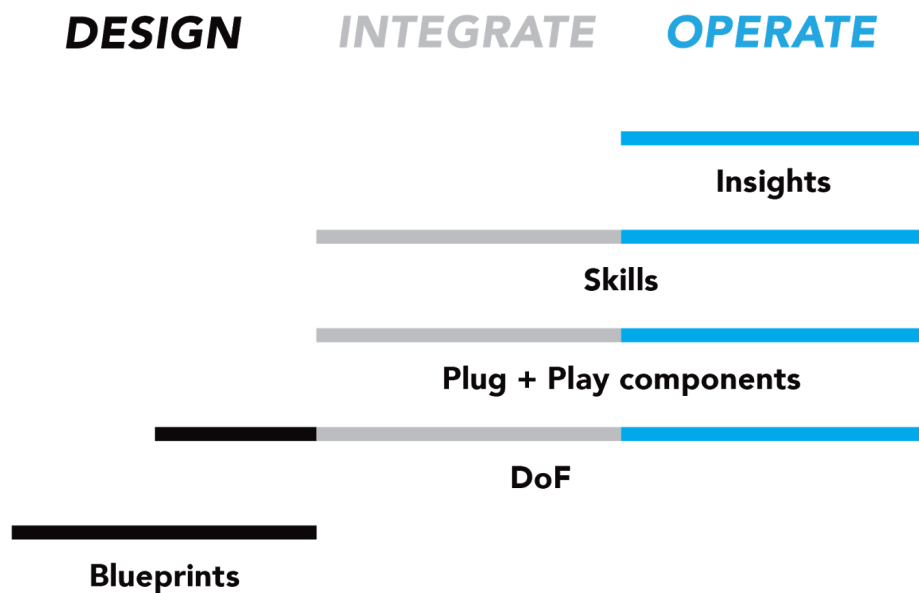 DESIGN INTEGRATE OPERATE
Insights
Skills
Plug + Play components
DoF
Blueprints